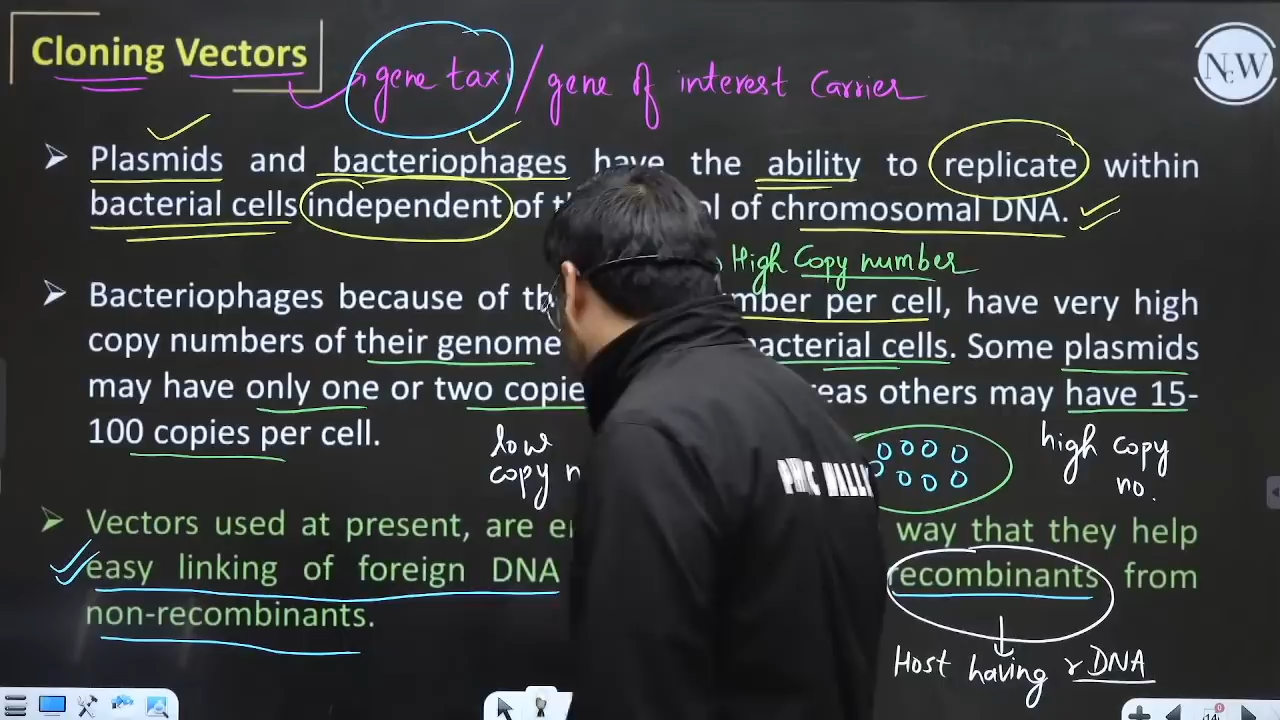 Cloning Vectors
gene taxi / gene of interest Carrier
NcW
➢ Plasmids and bacteriophages have the ability to replicate within
bacterial cells independent of of chromosomal DNA.
High Copy number
➢ Bacteriophages because of number per cell, have very high
copy numbers of their genome bacterial cells. Some plasmids
may have only one or two others may have 15-
100 copies per cell.
low
copy
high copy
no.
➢ Vectors used at present, are way that they help
easy linking of foreign DNA recombinants from
non-recombinants.
Host having rDNA